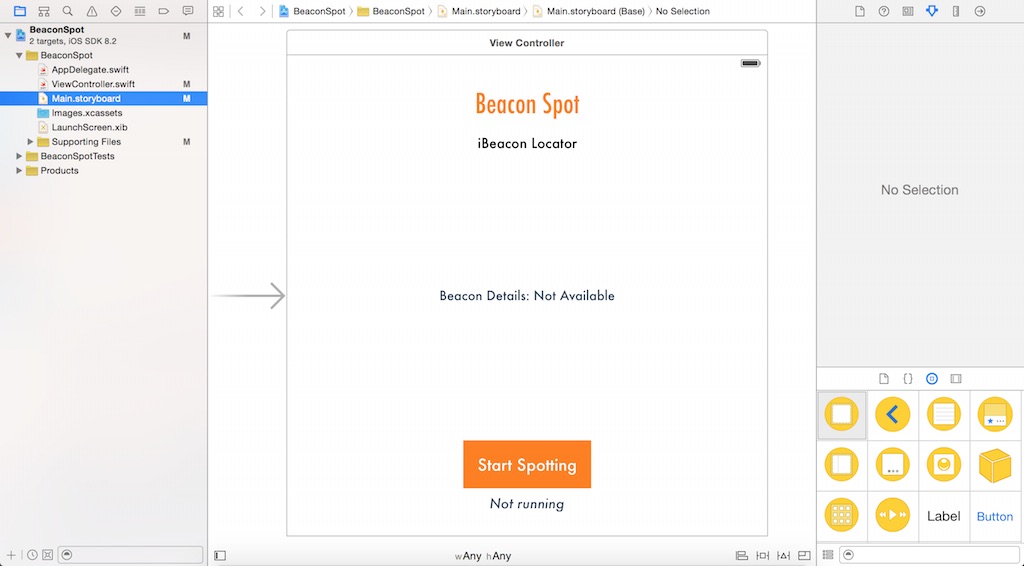 BeaconSpot
2 targets, iOS SDK 8.2
M
BeaconSpot
AppDelegate.swift
ViewController.swift M
Main.storyboard M
Images.xcassets
LaunchScreen.xib
Supporting Files M
BeaconSpotTests
Products
BeaconSpot BeaconSpot Main.storyboard Main.storyboard (Base) No Selection
View Controller
Beacon Spot
iBeacon Locator
Beacon Details: Not Available
Start Spotting
Not running
wAny hAny
No Selection
Label
Button